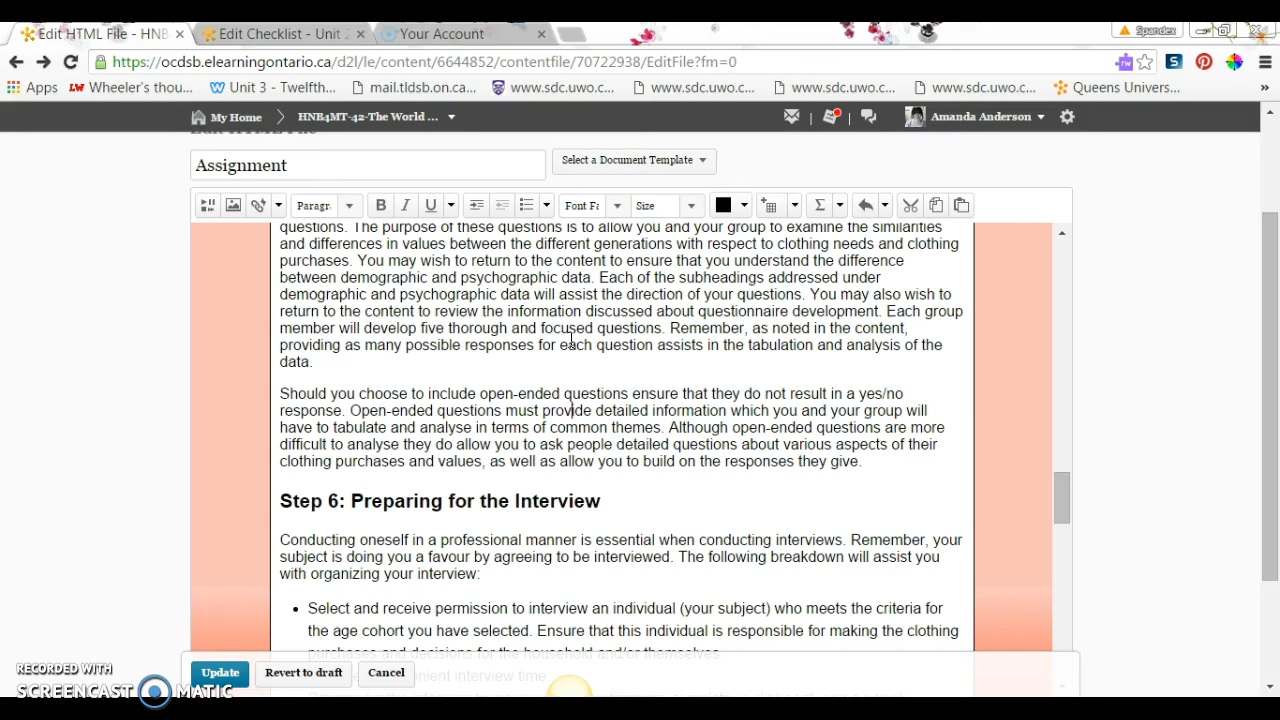 Edit HTML File - HNB
Edit Checklist - Unit
Your Account
Spandex
https://ocdsb.elearningontario.ca/d2l/le/content/6644852/contentfile/70722938/EditFile?fm=0
Apps
Wheeler's thou...
Unit 3 - Twelfth...
mail.tldsb.on.ca...
www.sdc.uwo.c...
www.sdc.uwo.c...
www.sdc.uwo.c...
www.sdc.uwo.c...
Queens Univers...
My Home
HNB4MT-42-The World ...
Amanda Anderson
Edit HTML File
Assignment
Select a Document Template
Paragr
B I U
Font Fa
Size
questions. The purpose of these questions is to allow you and your group to examine the similarities
and differences in values between the different generations with respect to clothing needs and clothing
purchases. You may wish to return to the content to ensure that you understand the difference
between demographic and psychographic data. Each of the subheadings addressed under
demographic and psychographic data will assist the direction of your questions. You may also wish to
return to the content to review the information discussed about questionnaire development. Each group
member will develop five thorough and focused questions. Remember, as noted in the content,
providing as many possible responses for each question assists in the tabulation and analysis of the
data.
Should you choose to include open-ended questions ensure that they do not result in a yes/no
response. Open-ended questions must provide detailed information which you and your group will
have to tabulate and analyse in terms of common themes. Although open-ended questions are more
difficult to analyse they do allow you to ask people detailed questions about various aspects of their
clothing purchases and values, as well as allow you to build on the responses they give.
Step 6: Preparing for the Interview
Conducting oneself in a professional manner is essential when conducting interviews. Remember, your
subject is doing you a favour by agreeing to be interviewed. The following breakdown will assist you
with organizing your interview:
• Select and receive permission to interview an individual (your subject) who meets the criteria for
the age cohort you have selected. Ensure that this individual is responsible for making the clothing
purchases and decisions for the household and/or themselves
interview time
Update
Revert to draft
Cancel
RECORDED WITH
SCREENCAST-O-MATIC